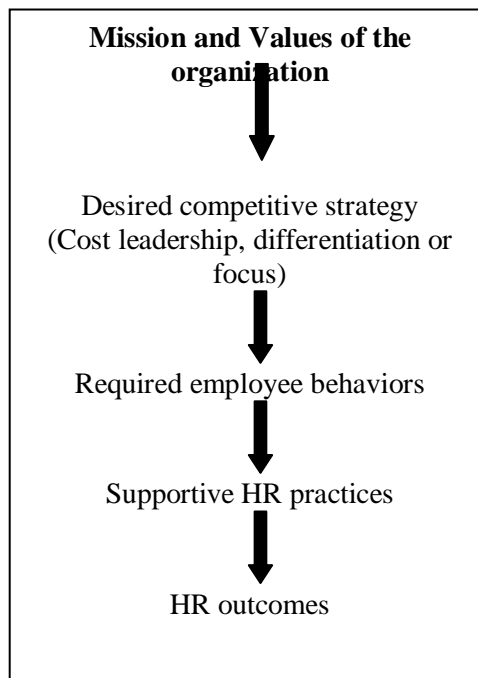 Mission and Values of the
organization
Desired competitive strategy
(Cost leadership, differentiation or
focus)
Required employee behaviors
Supportive HR practices
HR outcomes